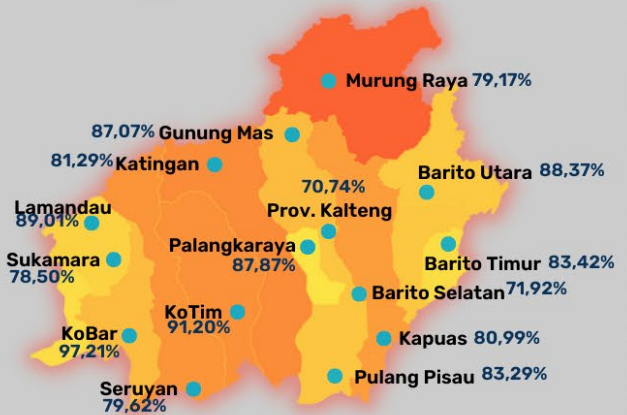 Murung Raya 79,17%
87,07% Gunung Mas
81,29% Katingan
Barito Utara 88,37%
70,74%
Prov. Kalteng
Lamandau
89,01%
Palangkaraya
87,87%
Sukamara
78,50%
Barito Timur 83,42%
Barito Selatan 71,92%
KoTim
91,20%
KoBar
97,21%
Kapuas 80,99%
Pulang Pisau 83,29%
Seruyan
79,62%